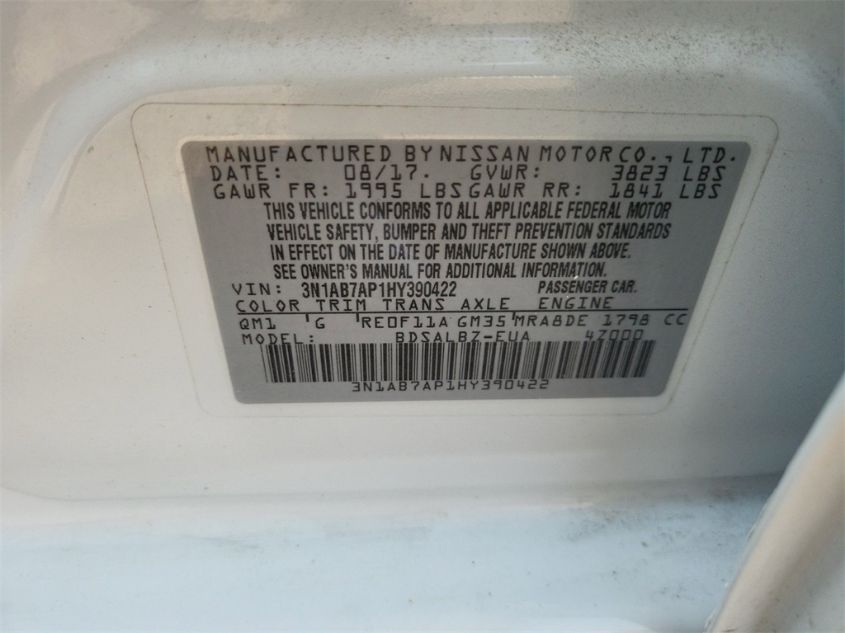 MANUFACTURED BY NISSAN MOTOR CO., LTD.
DATE: 08/17. GVWR: 3823 LBS
GAWR FR: 1995 LBS GAWR RR: 1841 LBS
THIS VEHICLE CONFORMS TO ALL APPLICABLE FEDERAL MOTOR
VEHICLE SAFETY, BUMPER AND THEFT PREVENTION STANDARDS
IN EFFECT ON THE DATE OF MANUFACTURE SHOWN ABOVE.
SEE OWNER'S MANUAL FOR ADDITIONAL INFORMATION.
VIN: 3N1AB7AP1HY390422 PASSENGER CAR.
COLOR TRIM TRANS AXLE ENGINE
QM1 G RE0F11A GM35 MRA8DE 1798 CC
MODEL: BDSALBZ-EUA 4Z000
3N1AB7AP1HY390422